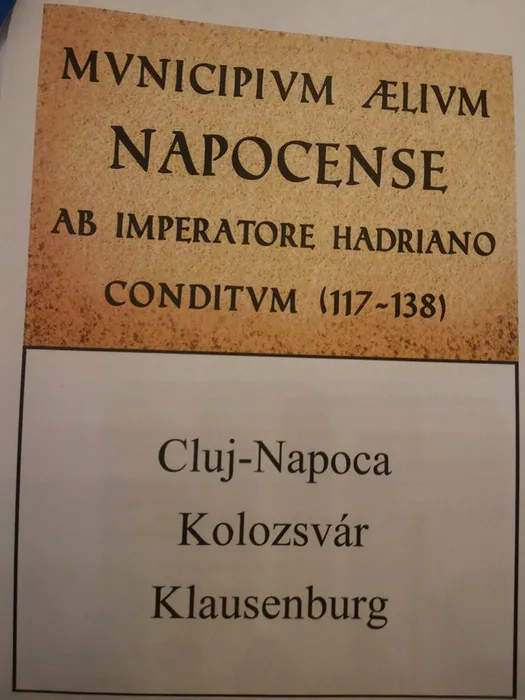 MVNICIPIVM ÆLIVM
NAPOCENSE
AB IMPERATORE HADRIANO
CONDITVM (117~138)
Cluj-Napoca
Kolozsvár
Klausenburg